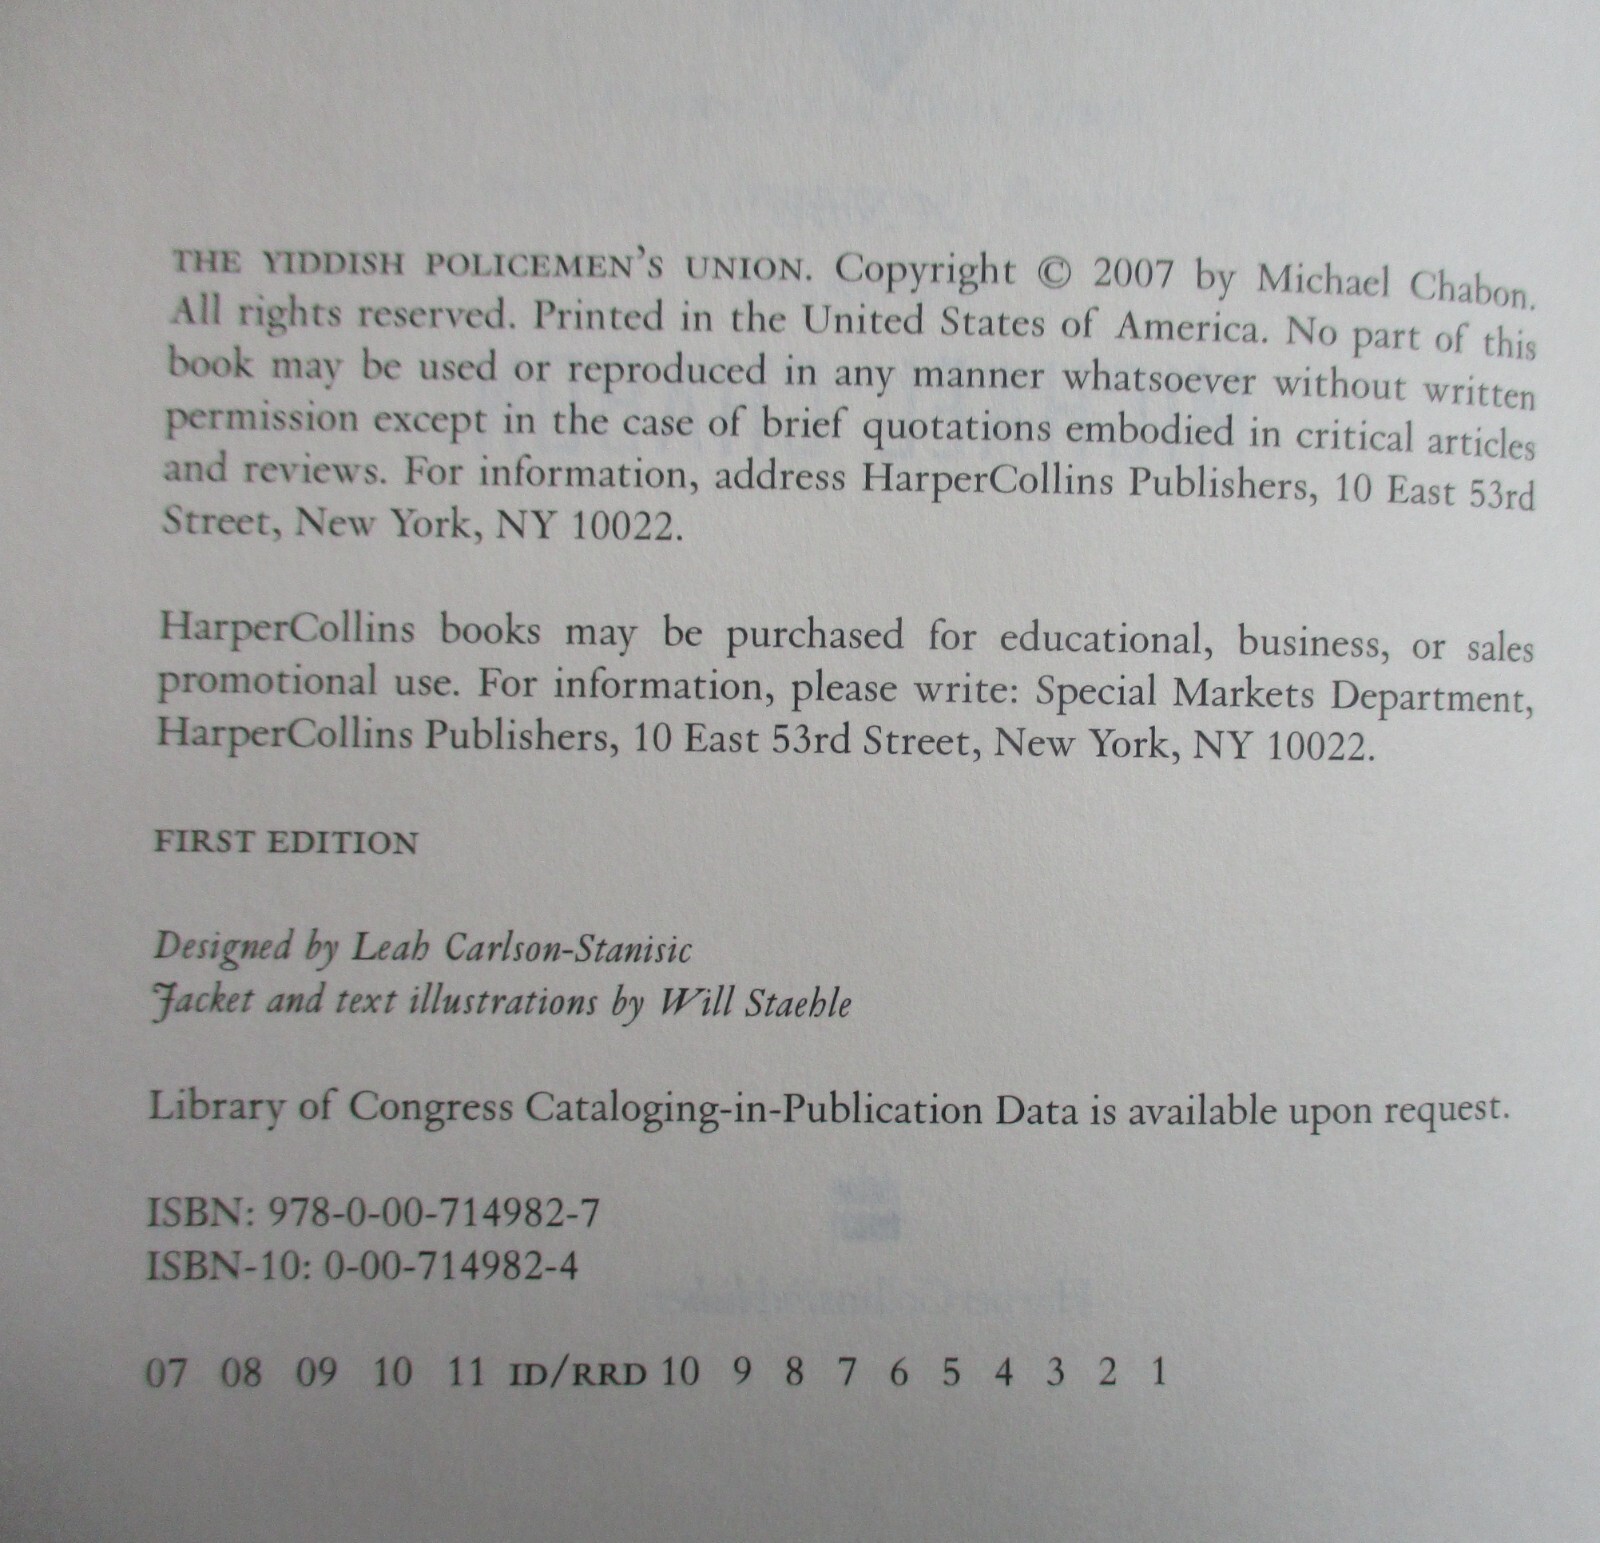 THE YIDDISH POLICEMEN'S UNION. Copyright © 2007 by Michael Chabon.
All rights reserved. Printed in the United States of America. No part of this
book may be used or reproduced in any manner whatsoever without written
permission except in the case of brief quotations embodied in critical articles
and reviews. For information, address HarperCollins Publishers, 10 East 53rd
Street, New York, NY 10022.
HarperCollins books may be purchased for educational, business, or sales
promotional use. For information, please write: Special Markets Department,
HarperCollins Publishers, 10 East 53rd Street, New York, NY 10022.
FIRST EDITION
Designed by Leah Carlson-Stanisic
Jacket and text illustrations by Will Staehle
Library of Congress Cataloging-in-Publication Data is available upon request.
ISBN: 978-0-00-714982-7
ISBN-10: 0-00-714982-4
07 08 09 10 11 ID/RRD 10 9 8 7 6 5 4 3 2 1